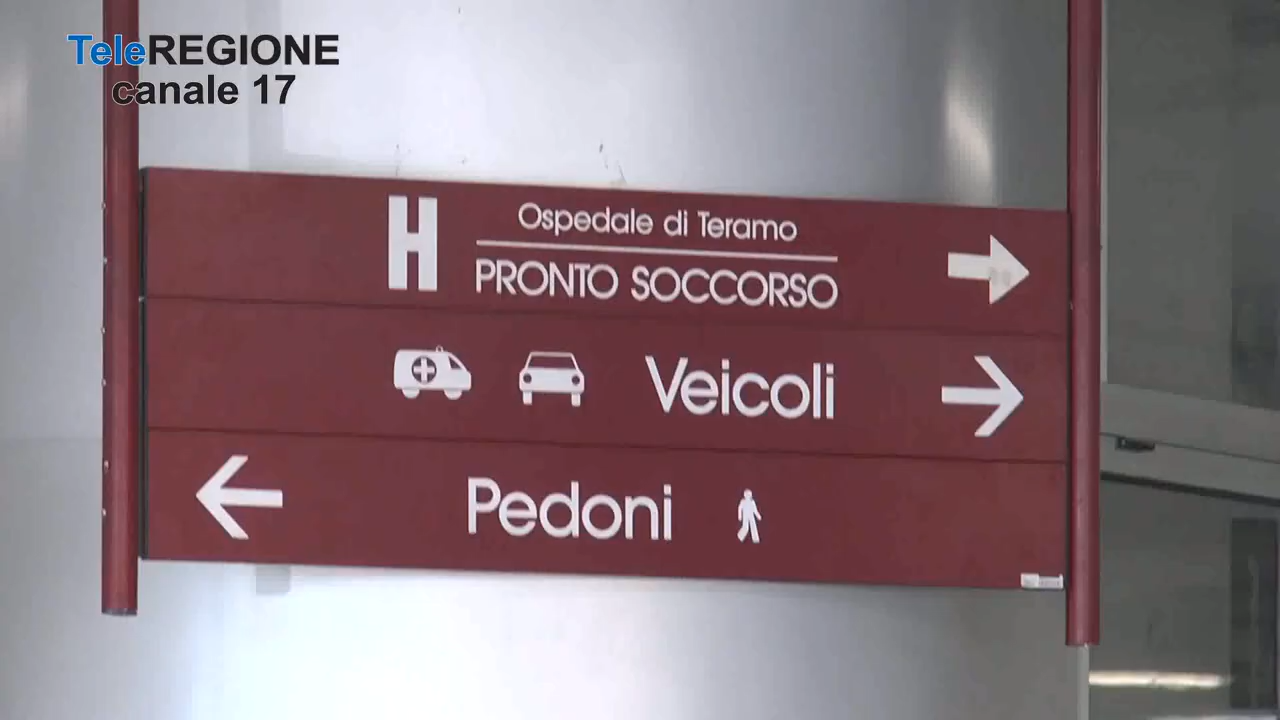 TeleREGIONE
canale 17
H
Ospedale di Teramo
PRONTO SOCCORSO
Veicoli
Pedoni